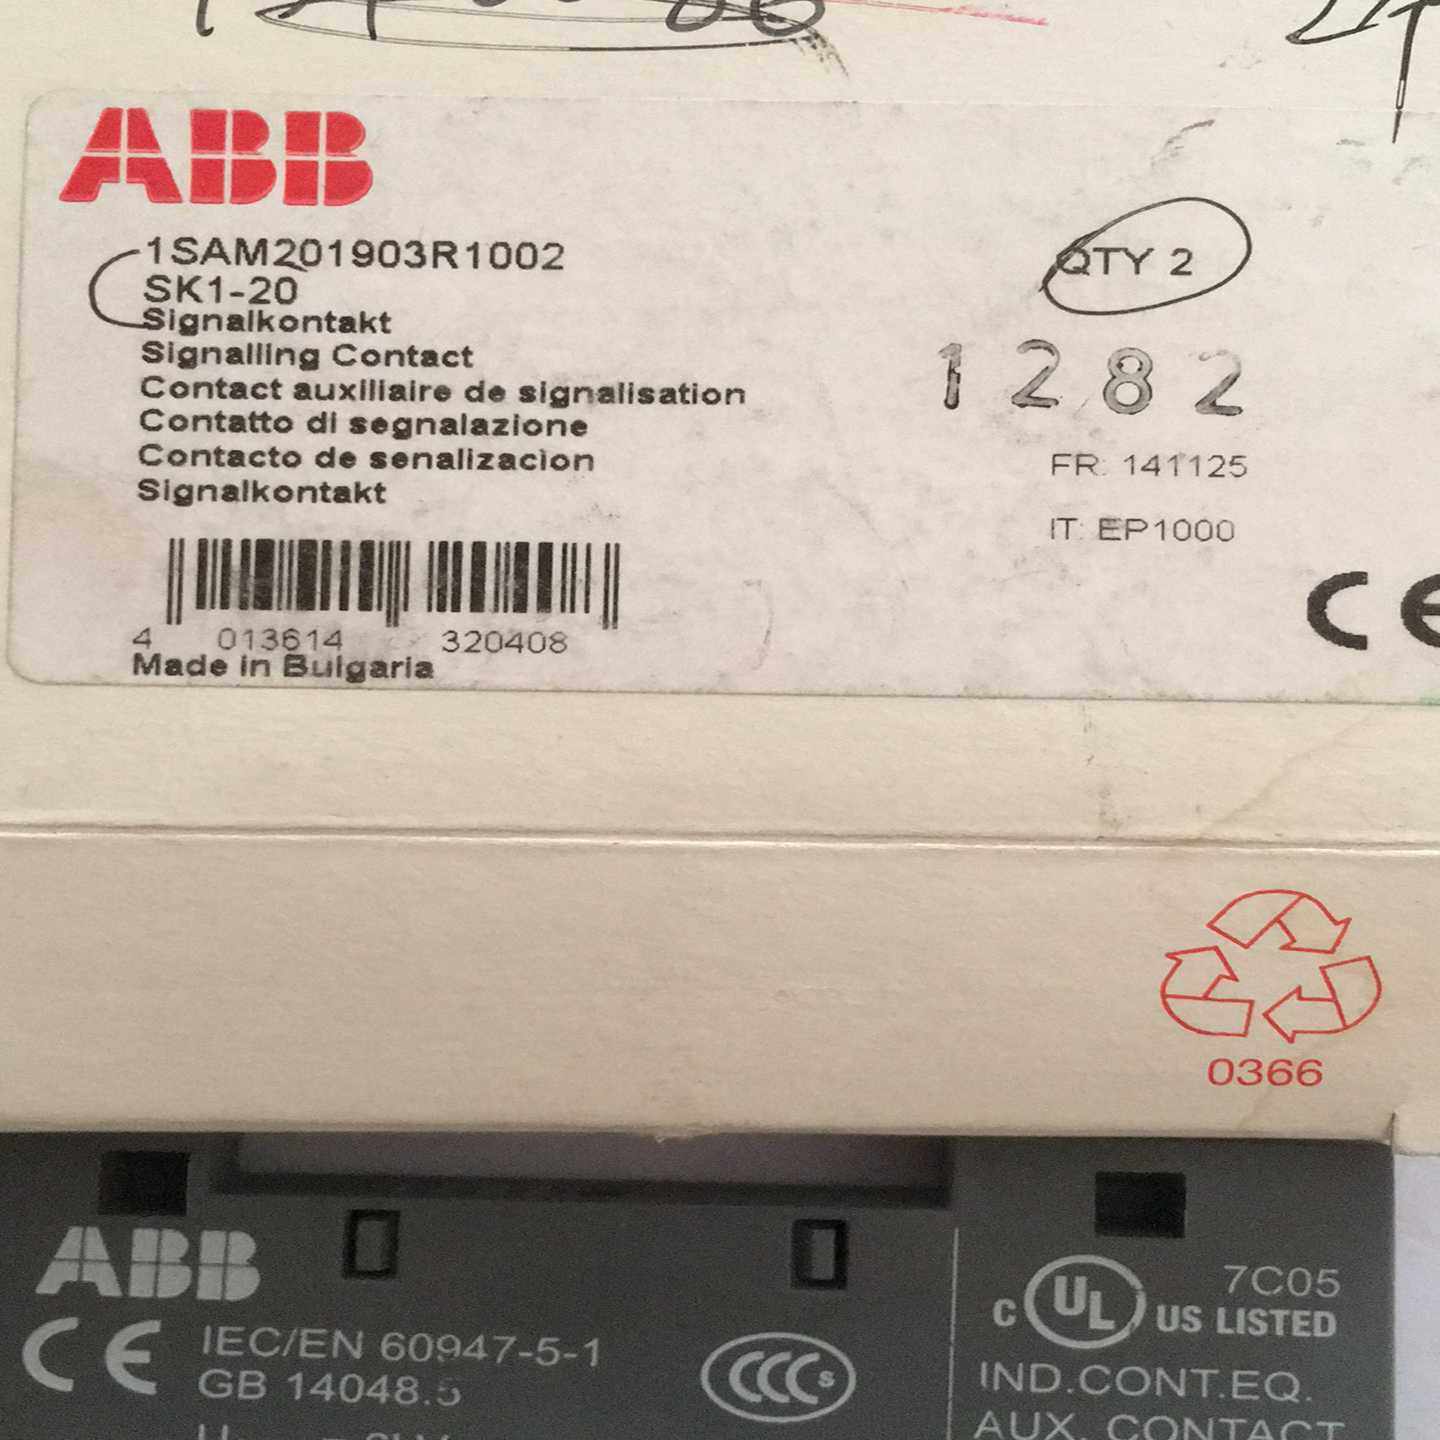 ABB
1SAM201903R1002
SK1-20
Signalkontakt
Signalling Contact
Contact auxiliaire de signalisation
Contatto di segnalazione
Contacto de senalizacion
Signalkontakt
4 013614 320408
Made in Bulgaria
QTY 2
1282
FR: 141125
IT: EP1000
CE
0366
ABB
CE
IEC/EN 60947-5-1
GB 14048.5
CCC S
7C05
C UL US LISTED
IND.CONT.EQ.
AUX. CONTACT